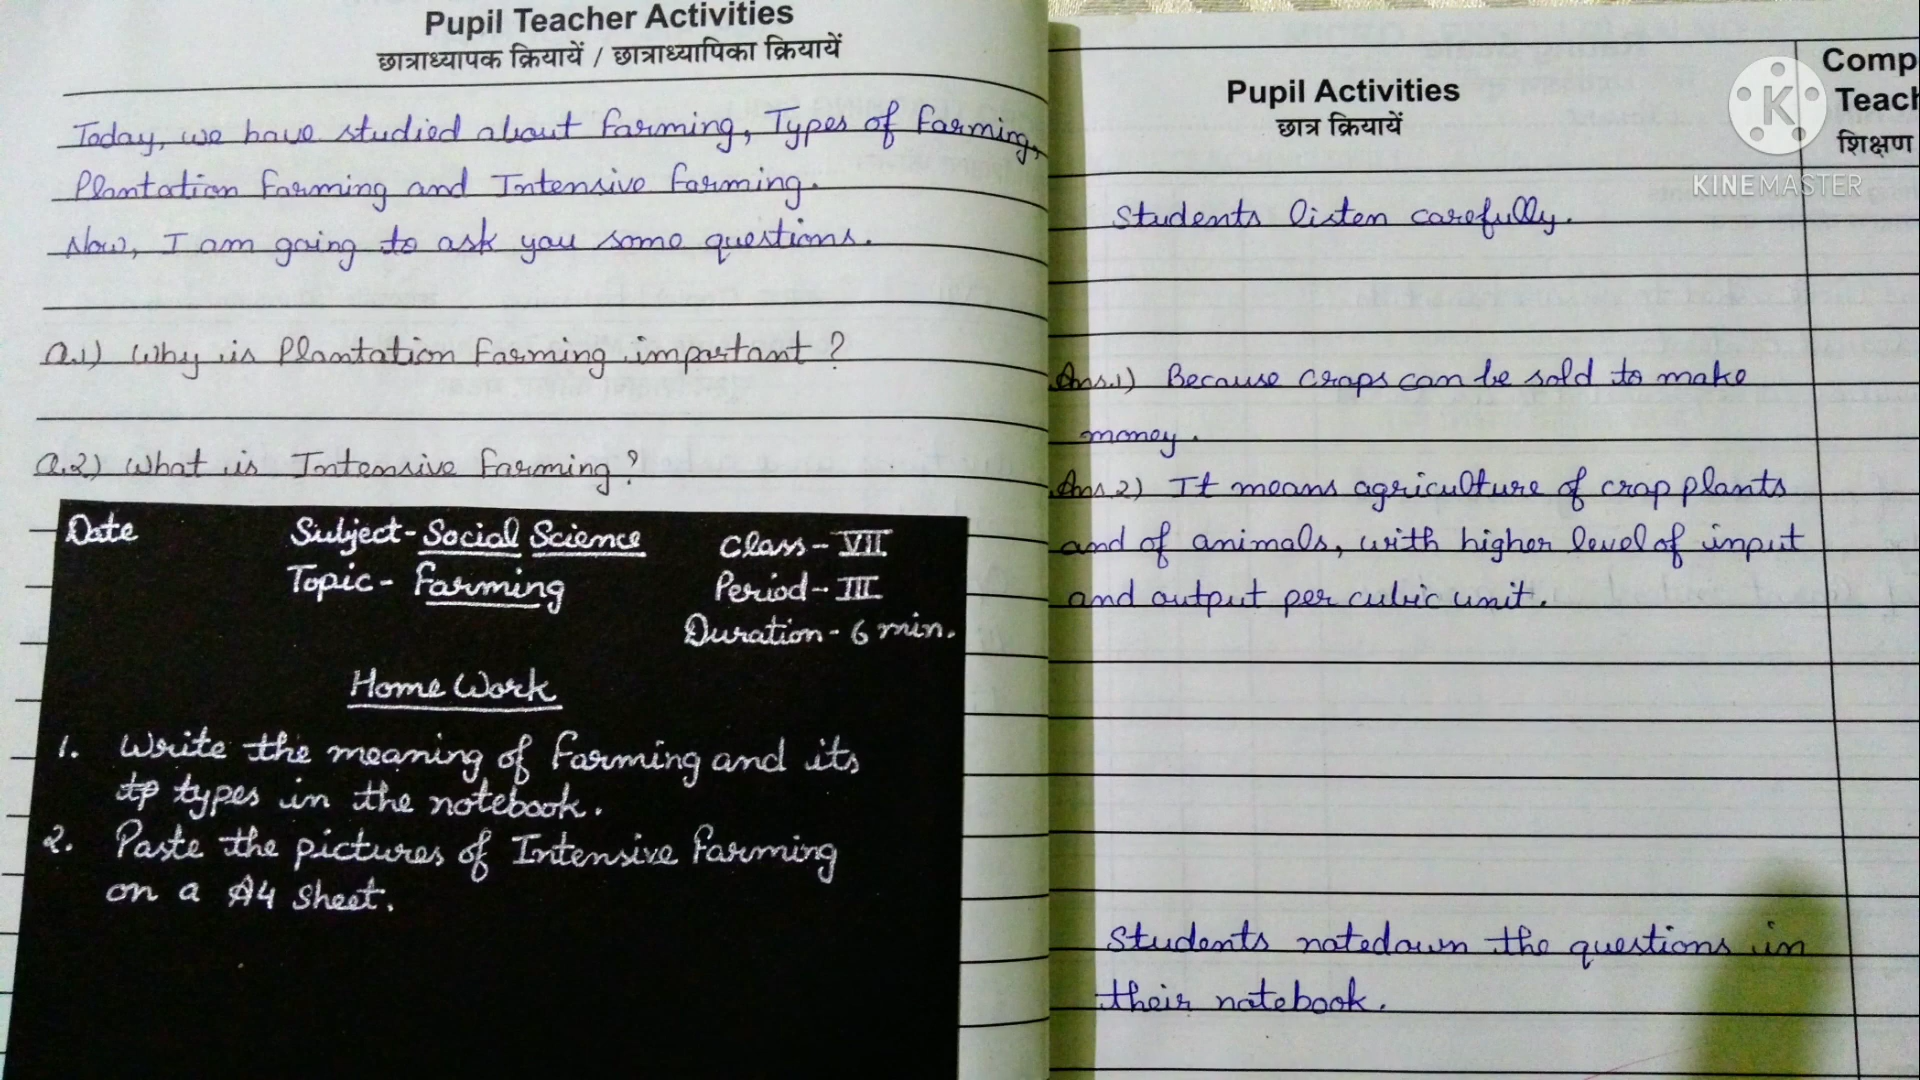 Pupil Teacher Activities
छात्राध्यापक क्रियायें / छात्राध्यापिका क्रियायें
Today, we have studied about farming, Types of farming,
Plantation farming and Intensive farming.
Now, I am going to ask you some questions.
Q.1) Why is Plantation farming important?
Q.2) What is Intensive farming?
Date Subject- Social Science Class- VII
Topic- Farming Period- III
Duration- 6 min.
Home Work
1. Write the meaning of farming and its
types in the notebook.
2. Paste the pictures of Intensive farming
on a A4 sheet.
Pupil Activities
छात्र क्रियायें
Students listen carefully.
Ans.1) Because crops can be sold to make
money.
Ans.2) It means agriculture of crop plants
and of animals, with higher level of input
and output per cubic unit.
Students notedown the questions in
their notebook.
Comp
Teach
शिक्षण
K
KINEMASTER